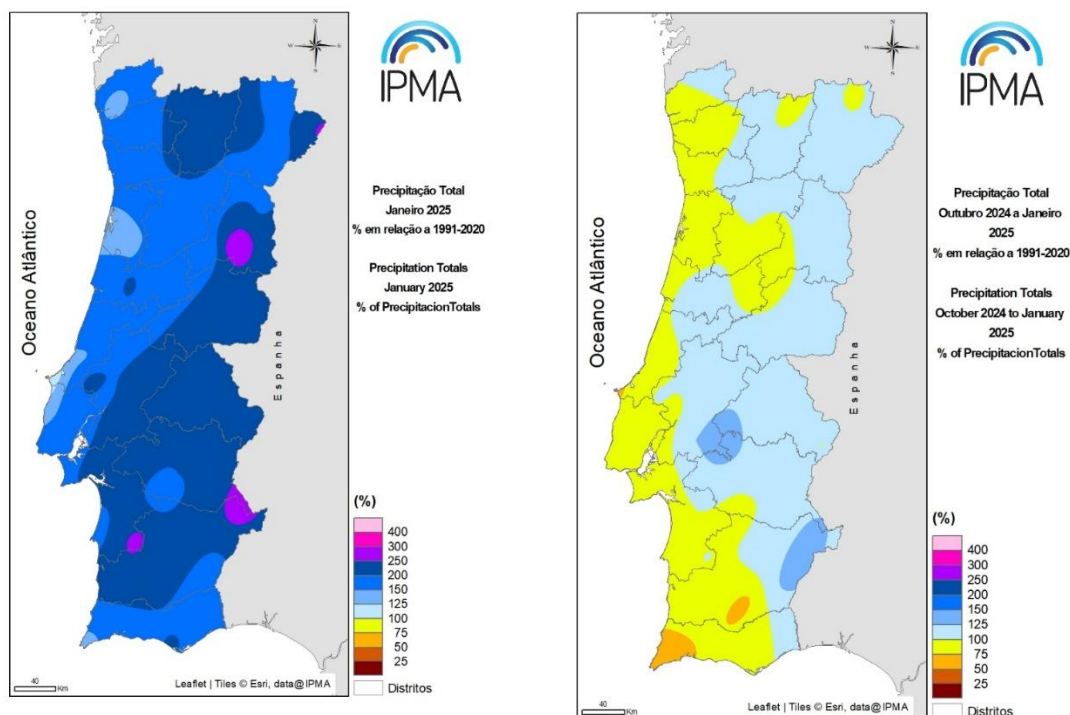 N
W
E
S
IPMA
Precipitação Total
Janeiro 2025
% em relação a 1991-2020
Precipitation Totals
January 2025
% of PrecipitacionTotals
Oceano Atlântico
Espanha
(%)
400
300
250
200
150
125
100
75
50
25
Distritos
40
Km
Leaflet | Tiles © Esri, data@IPMA
N
W
E
S
IPMA
Precipitação Total
Outubro 2024 a Janeiro
2025
% em relação a 1991-2020
Precipitation Totals
October 2024 to January
2025
% of PrecipitacionTotals
Oceano Atlântico
Espanha
(%)
400
300
250
200
150
125
100
75
50
25
Distritos
40
Km
Leaflet | Tiles © Esri, data@IPMA